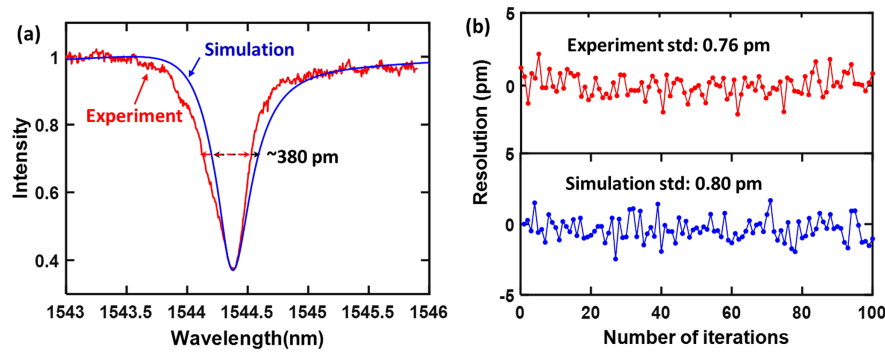 (a)
Simulation
Experiment
~380 pm
Intensity
1
0.8
0.6
0.4
1543
1543.5
1544
1544.5
1545
1545.5
1546
Wavelength(nm)
(b)
Experiment std: 0.76 pm
Simulation std: 0.80 pm
Resolution (pm)
5
0
5
0
-5
0
20
40
60
80
100
Number of iterations